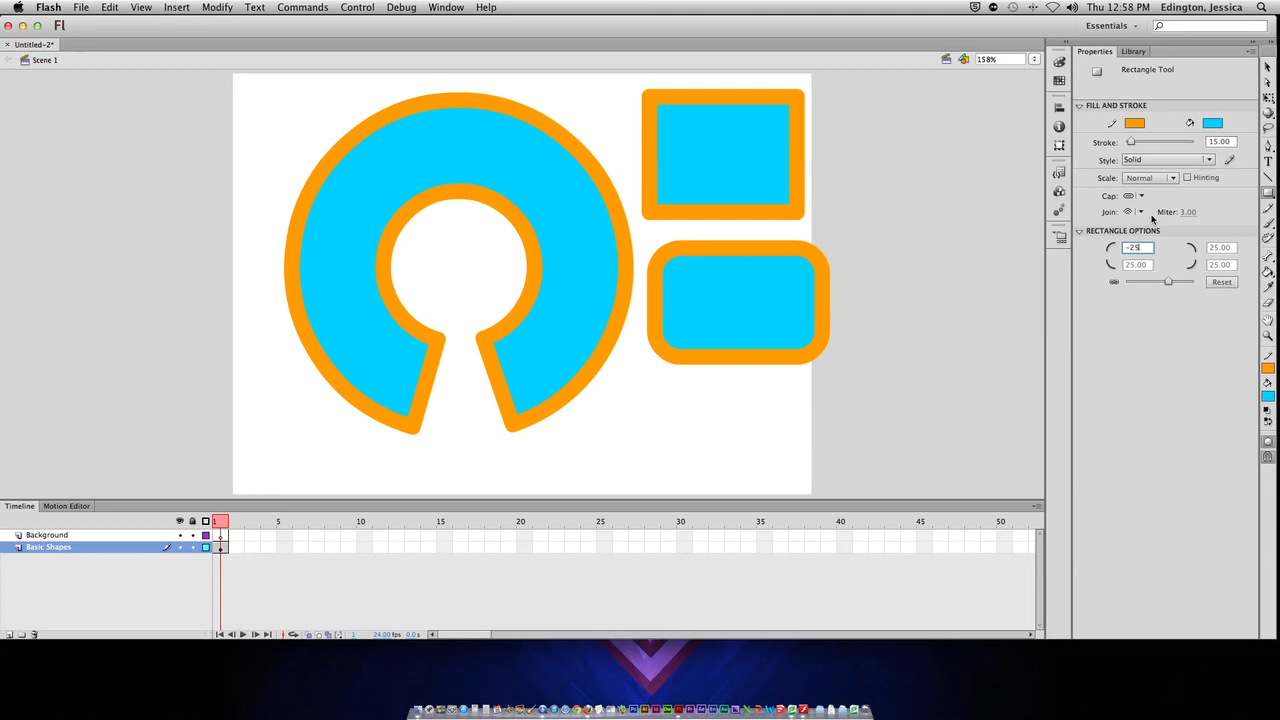 Flash File Edit View Insert Modify Text Commands Control Debug Window Help Thu 12:58 PM Edington, Jessica
Fl Essentials
Untitled-2*
Scene 1 158%
Properties Library
Rectangle Tool
FILL AND STROKE
Stroke: 15.00
Style: Solid
Scale: Normal Hinting
Cap:
Join: Miter: 3.00
RECTANGLE OPTIONS
-25 25.00
25.00 25.00
Reset
Timeline Motion Editor
1 5 10 15 20 25 30 35 40 45 50
Background
Basic Shapes
1 24.00 fps 0.0 s